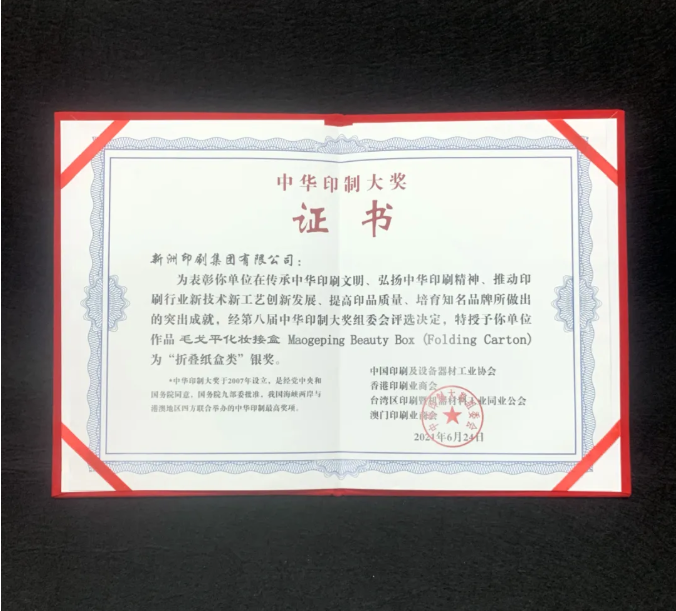 中华印制大奖
证书
新洲印刷集团有限公司：
为表彰你单位在传承中华印刷文明、弘扬中华印刷精神、推动印
刷行业新技术新工艺创新发展、提高印品质量、培育知名品牌所做出
的突出成就，经第八届中华印制大奖组委会评选决定，特授予你单位
作品 毛戈平化妆接盒 Maogeping Beauty Box (Folding Carton)
为“折叠纸盒类”银奖。
*中华印制大奖于2007年设立，是经党中央和
国务院同意、国务院九部委批准，我国海峡两岸与
港澳地区四方联合举办的中华印制最高奖项。
中国印刷及设备器材工业协会
香港印刷业商会
台湾区印刷暨机器材料工业同业公会
澳门印刷业商会
2021年6月24日